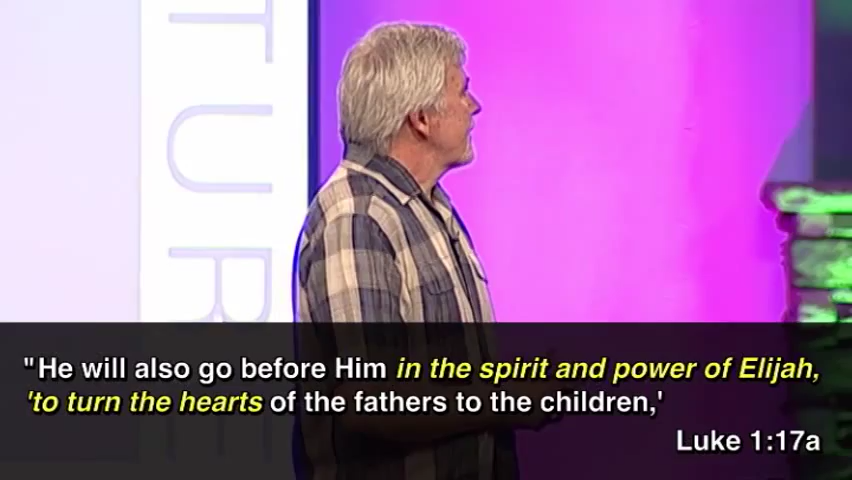 TURE
"He will also go before Him in the spirit and power of Elijah,
'to turn the hearts of the fathers to the children,'
Luke 1:17a